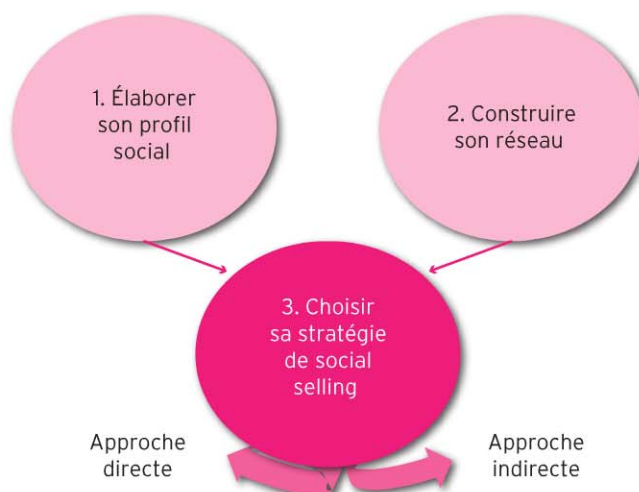 1. Élaborer
son profil
social
2. Construire
son réseau
3. Choisir
sa stratégie
de social
selling
Approche
directe
Approche
indirecte